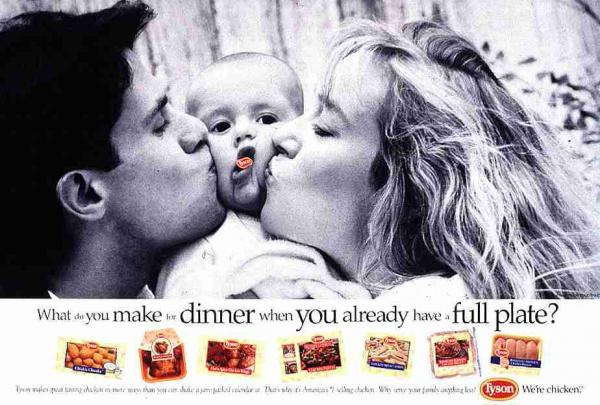 Tyson
What do you make for dinner when you already have a full plate?
Tyson makes great tasting chicken in more ways than you can shake a jam-packed calendar at. That's why it's America's #1 selling chicken. Why serve your family anything less?
Tyson We're chicken.